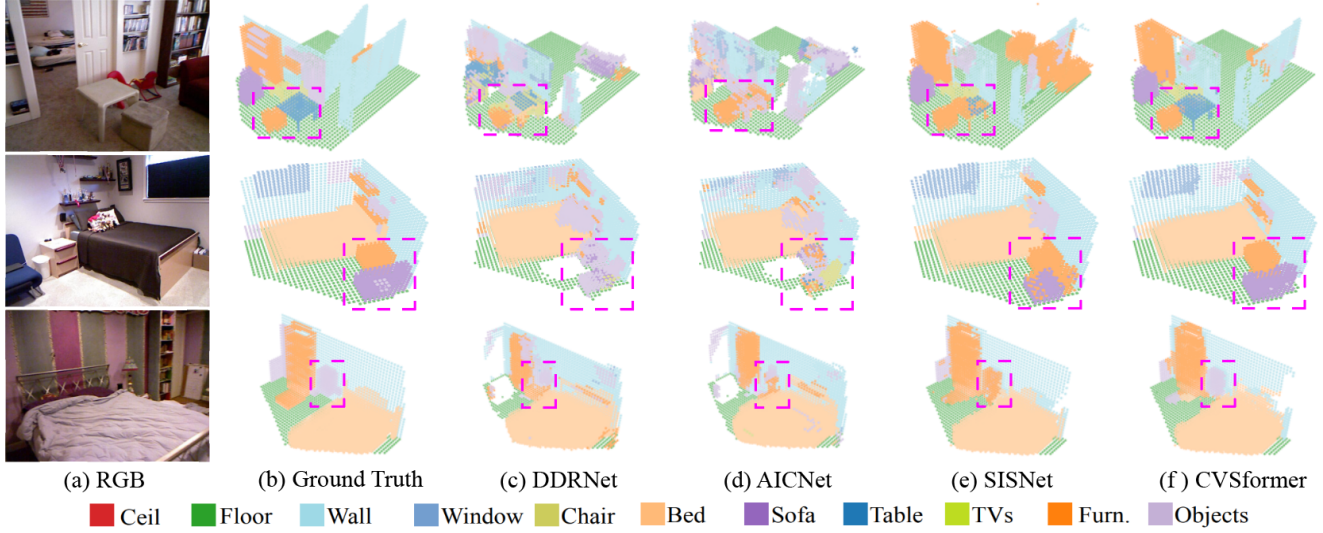 (a) RGB (b) Ground Truth (c) DDRNet (d) AICNet (e) SISNet (f ) CVSformer
Ceil Floor Wall Window Chair Bed Sofa Table TVs Furn. Objects